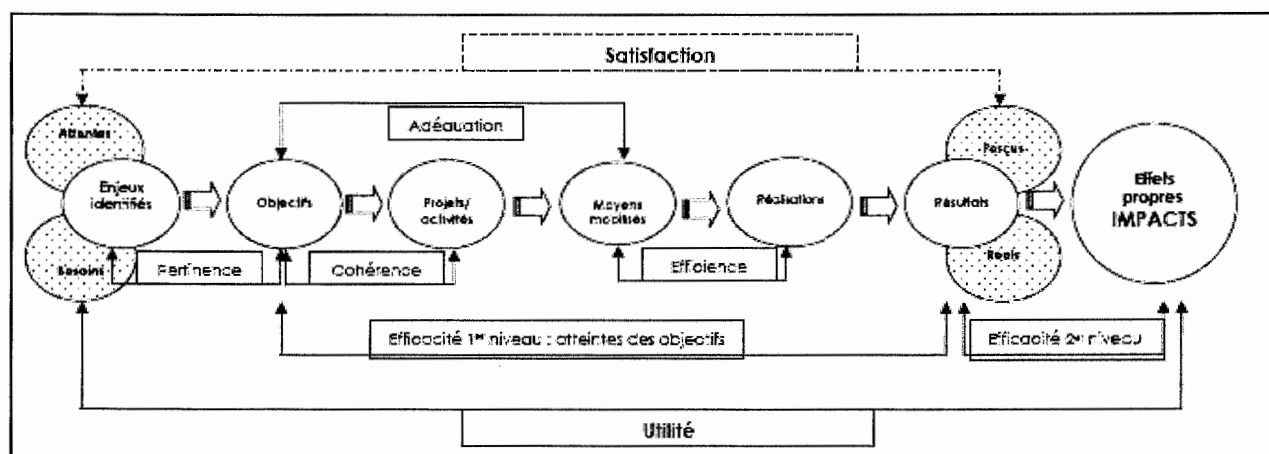 Satisfaction
Adéquation
Attentes
Perçus
Enjeux
identifiés
Objectifs
Projets/
activités
Moyens
mobilisés
Réalisations
Résultats
Effets
propres
IMPACTS
Besoins
Pertinence
Cohérence
Efficience
Réels
Efficacité 1er niveau : atteintes des objectifs
Efficacité 2er niveau
Utilité